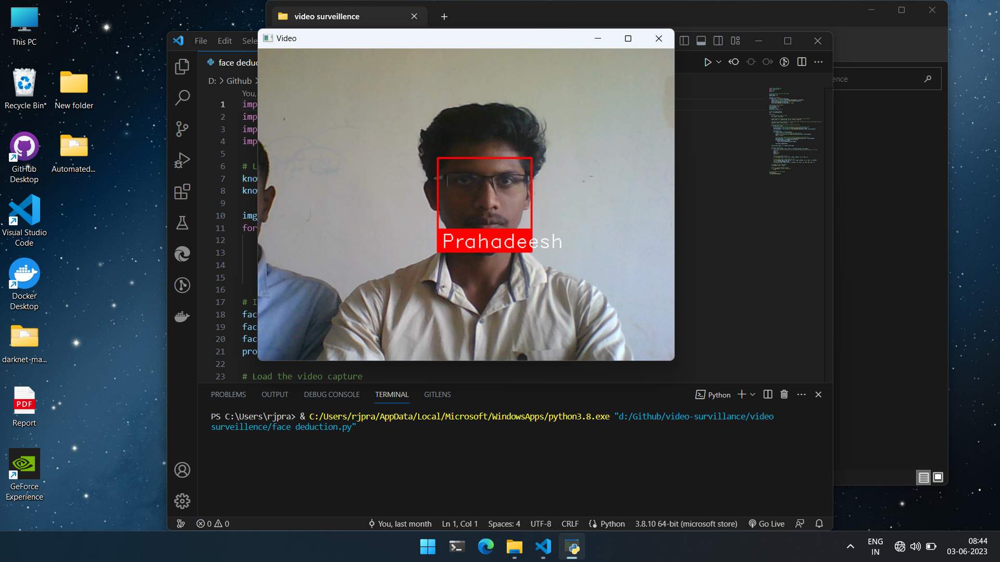 This PC
Recycle Bin
New folder
GitHub Desktop
Automated...
Visual Studio Code
Docker Desktop
darknet-ma...
PDF
Report
GeForce Experience
video surveillence
Video
File Edit Sele
face deduc
D: > Github >
ence
You,
1 imp
2 imp
3 imp
4 imp
5
6 # L
7 know
8 know
9
10 img
11 for
12
13
14
15
16
17 # I
18 fac
19 fac
20 fac
21 pro
22
23 # Load the video capture
Prahadeesh
PROBLEMS OUTPUT DEBUG CONSOLE TERMINAL GITLENS
Python
PS C:\Users\rjpra> & C:/Users/rjpra/AppData/Local/Microsoft/WindowsApps/python3.8.exe "d:/Github/video-survillance/video
surveillence/face deduction.py"
0 0
You, last month Ln 1, Col 1 Spaces: 4 UTF-8 CRLF Python 3.8.10 64-bit (microsoft store) Go Live
ENG
IN
08:44
03-06-2023